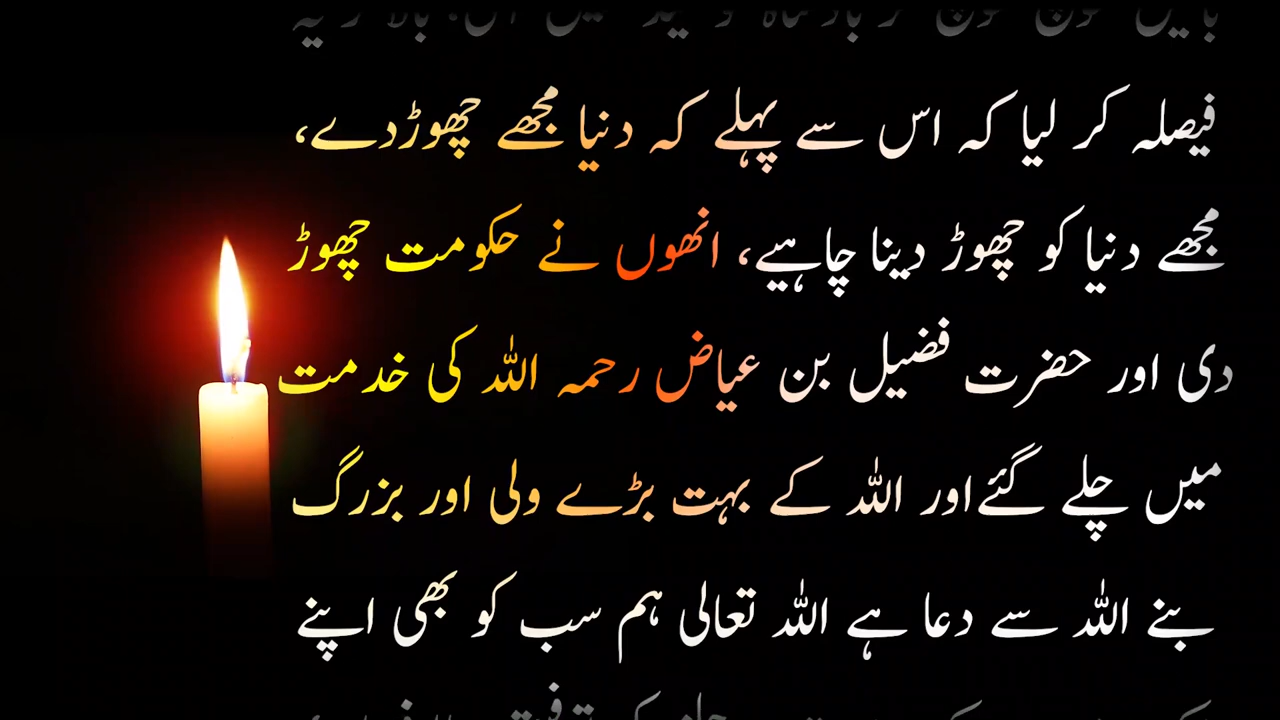 فیصلہ کر لیا کہ اس سے پہلے کہ دنیا مجھے چھوڑدے،
مجھے دنیا کو چھوڑ دینا چاہیے، انھوں نے حکومت چھوڑ
دی اور حضرت فضیل بن عیاض رحمہ اللہ کی خدمت
میں چلے گئے اور اللہ کے بہت بڑے ولی اور بزرگ
بنے اللہ سے دعا ہے اللہ تعالی ہم سب کو بھی اپنے